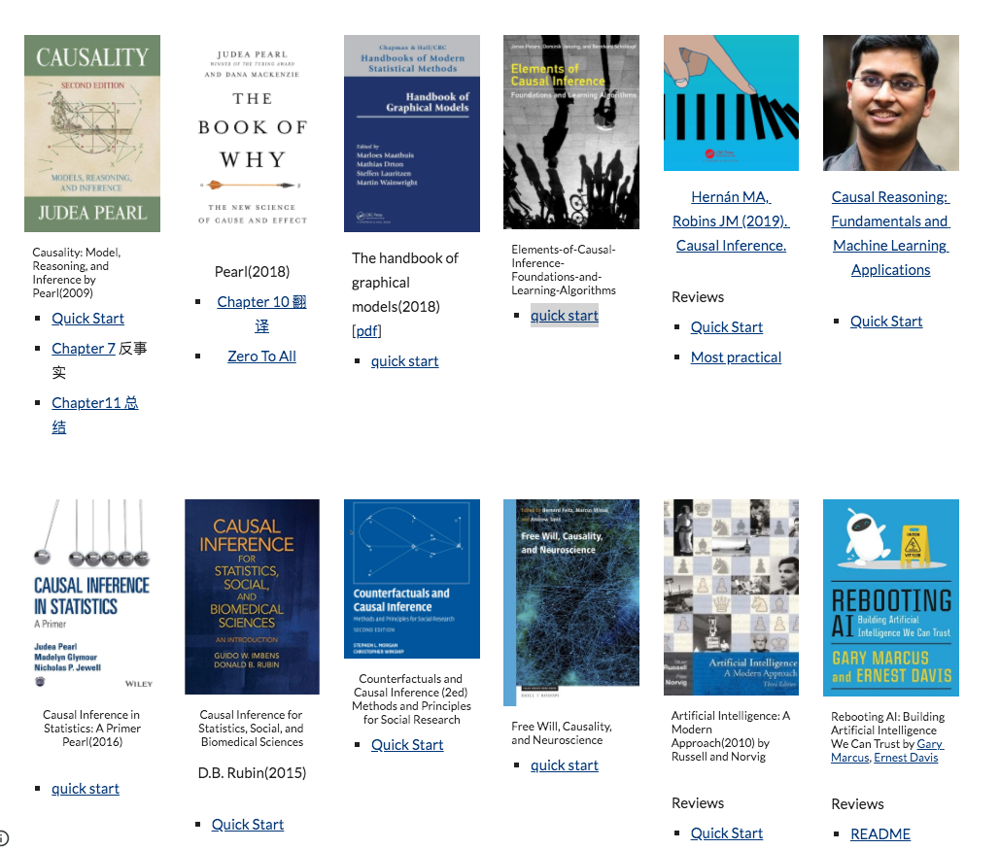 CAUSALITY
SECOND EDITION
MODELS, REASONING,
AND INFERENCE
JUDEA PEARL
Causality: Model,
Reasoning, and
Inference by
Pearl(2009)
Quick Start
Chapter 7 反事
实
Chapter11 总
结
JUDEA PEARL
WINNER OF THE TURING AWARD
AND DANA MACKENZIE
THE
BOOK OF
WHY
THE NEW SCIENCE
OF CAUSE AND EFFECT
Pearl(2018)
Chapter 10 翻
译
Zero To All
Chapman & Hall/CRC
Handbooks of Modern
Statistical Methods
Handbook of
Graphical Models
Edited by
Marloes Maathuis
Mathias Drton
Steffen Lauritzen
Martin Wainwright
CRC Press
The handbook of
graphical
models(2018)
[pdf]
quick start
Jonas Peters, Dominik Janzing, and Bernhard Schölkopf
Elements of
Causal Inference
Foundations and Learning Algorithms
Elements-of-Causal-
Inference-
Foundations-and-
Learning-Algorithms
quick start
Hernán MA,
Robins JM (2019).
Causal Inference.
Reviews
Quick Start
Most practical
Causal Reasoning:
Fundamentals and
Machine Learning
Applications
Quick Start
CAUSAL INFERENCE
IN STATISTICS
A Primer
Judea Pearl
Madelyn Glymour
Nicholas P. Jewell
WILEY
Causal Inference in
Statistics: A Primer
Pearl(2016)
quick start
CAUSAL
INFERENCE
FOR
STATISTICS,
SOCIAL,
AND
BIOMEDICAL
SCIENCES
AN INTRODUCTION
GUIDO W. IMBENS
DONALD B. RUBIN
Causal Inference for
Statistics, Social, and
Biomedical Sciences
D.B. Rubin(2015)
Quick Start
Counterfactuals and
Causal Inference
Methods and Principles for Social Research
SECOND EDITION
STEPHEN L. MORGAN
CHRISTOPHER WINSHIP
Counterfactuals and
Causal Inference (2ed)
Methods and Principles
for Social Research
Quick Start
Edited by Bernard Feltz, Marcus Missal,
and Andrew Sims
Free Will, Causality,
and Neuroscience
Free Will, Causality,
and Neuroscience
quick start
Stuart
Russell
Peter
Norvig
Artificial Intelligence
A Modern Approach
Third Edition
Artificial Intelligence: A
Modern
Approach(2010) by
Russell and Norvig
Reviews
Quick Start
REBOOTING
AI
Building Artificial
Intelligence We Can Trust
GARY MARCUS
and ERNEST DAVIS
Rebooting AI: Building
Artificial Intelligence
We Can Trust by Gary
Marcus, Ernest Davis
Reviews
README